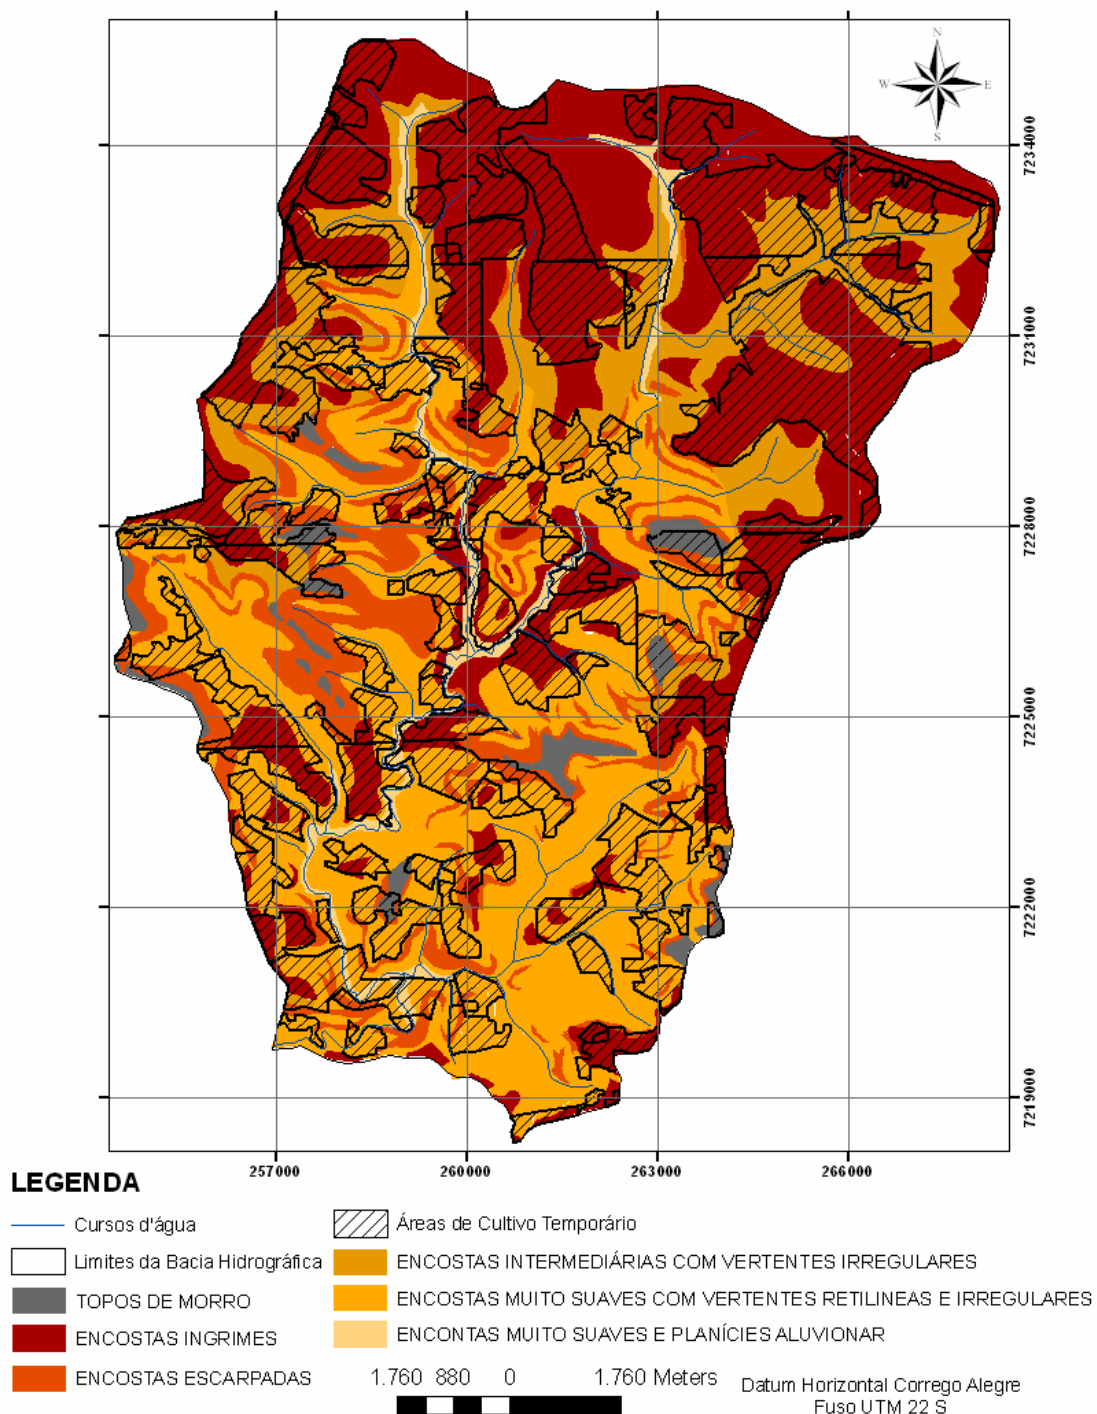 N
W E
S
7234000
7231000
7228000
7225000
7222000
7219000
257000 260000 263000 266000
LEGENDA
Cursos d'água
Limites da Bacia Hidrográfica
TOPOS DE MORRO
ENCOSTAS INGRIMES
ENCOSTAS ESCARPADAS
Áreas de Cultivo Temporário
ENCOSTAS INTERMEDIÁRIAS COM VERTENTES IRREGULARES
ENCOSTAS MUITO SUAVES COM VERTENTES RETILINEAS E IRREGULARES
ENCONTAS MUITO SUAVES E PLANÍCIES ALUVIONAR
1.760 880 0 1.760 Meters
Datum Horizontal Corrego Alegre
Fuso UTM 22 S